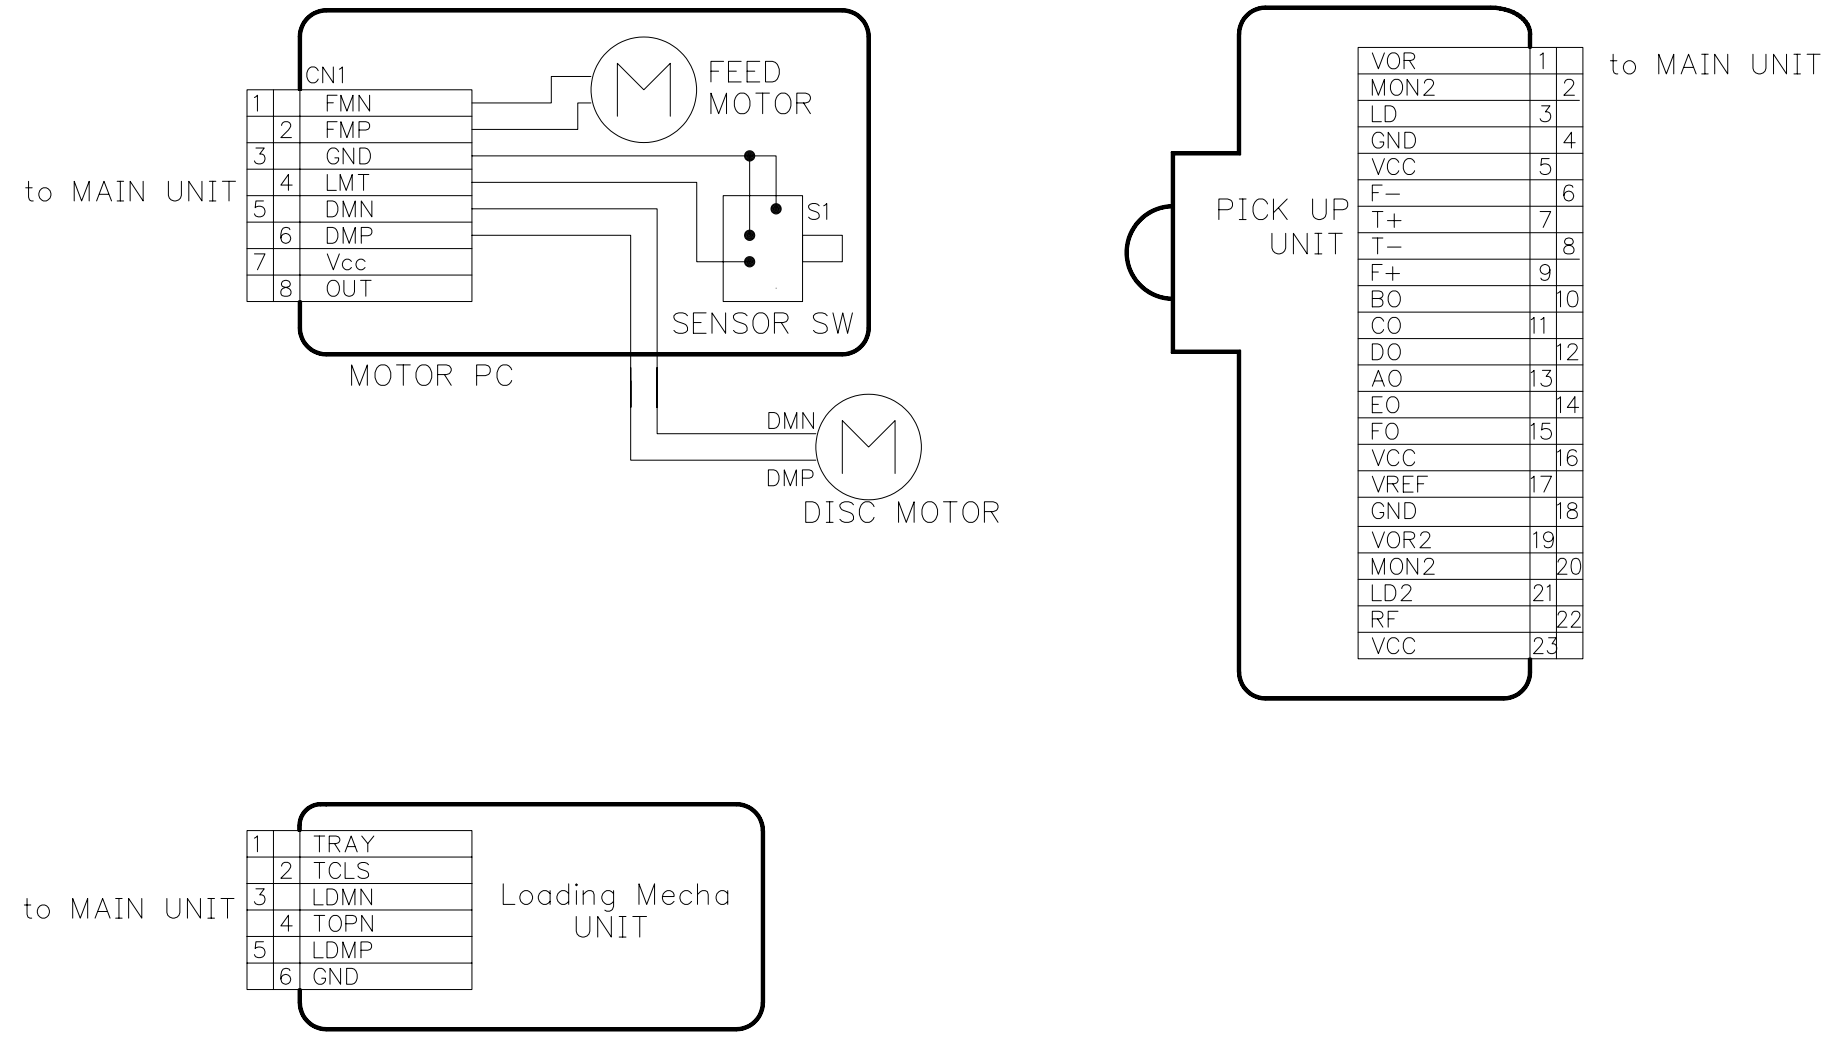 CN1
1 FMN
2 FMP
3 GND
4 LMT
5 DMN
6 DMP
7 Vcc
8 OUT
to MAIN UNIT
FEED
MOTOR
S1
SENSOR SW
MOTOR PC
DMN
DMP
DISC MOTOR
PICK UP
UNIT
to MAIN UNIT
VOR 1
MON2 2
LD 3
GND 4
VCC 5
F− 6
T+ 7
T− 8
F+ 9
BO 10
CO 11
DO 12
AO 13
EO 14
FO 15
VCC 16
VREF 17
GND 18
VOR2 19
MON2 20
LD2 21
RF 22
VCC 23
to MAIN UNIT
1 TRAY
2 TCLS
3 LDMN
4 TOPN
5 LDMP
6 GND
Loading Mecha
UNIT